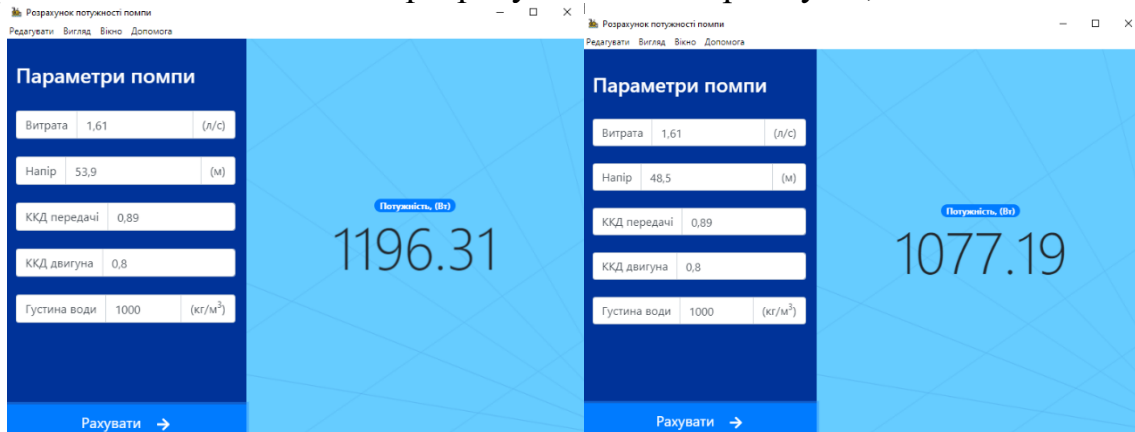 Розрахунок потужності помпи
Редагувати Вигляд Вікно Допомога
Параметри помпи
Витрата 1,61 (л/с)
Напір 53,9 (м)
ККД передачі 0,89
ККД двигуна 0,8
Густина води 1000 (кг/м³)
Рахувати →
Потужність, (Вт)
1196.31
Розрахунок потужності помпи
Редагувати Вигляд Вікно Допомога
Параметри помпи
Витрата 1,61 (л/с)
Напір 48,5 (м)
ККД передачі 0,89
ККД двигуна 0,8
Густина води 1000 (кг/м³)
Рахувати →
Потужність, (Вт)
1077.19